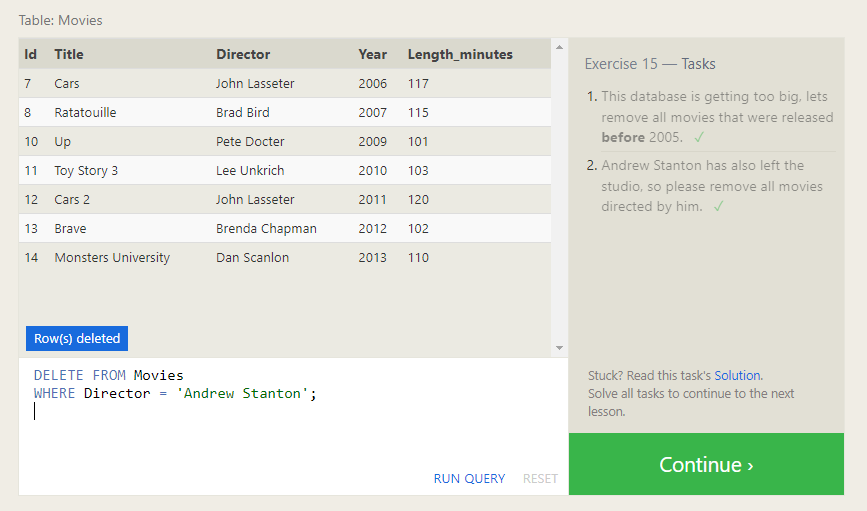 Table: Movies
Id Title Director Year Length_minutes
7 Cars John Lasseter 2006 117
8 Ratatouille Brad Bird 2007 115
10 Up Pete Docter 2009 101
11 Toy Story 3 Lee Unkrich 2010 103
12 Cars 2 John Lasseter 2011 120
13 Brave Brenda Chapman 2012 102
14 Monsters University Dan Scanlon 2013 110
Row(s) deleted
DELETE FROM Movies
WHERE Director = 'Andrew Stanton';
RUN QUERY RESET
Exercise 15 — Tasks
1. This database is getting too big, lets
remove all movies that were released
before 2005. ✓
2. Andrew Stanton has also left the
studio, so please remove all movies
directed by him. ✓
Stuck? Read this task's Solution.
Solve all tasks to continue to the next
lesson.
Continue ›